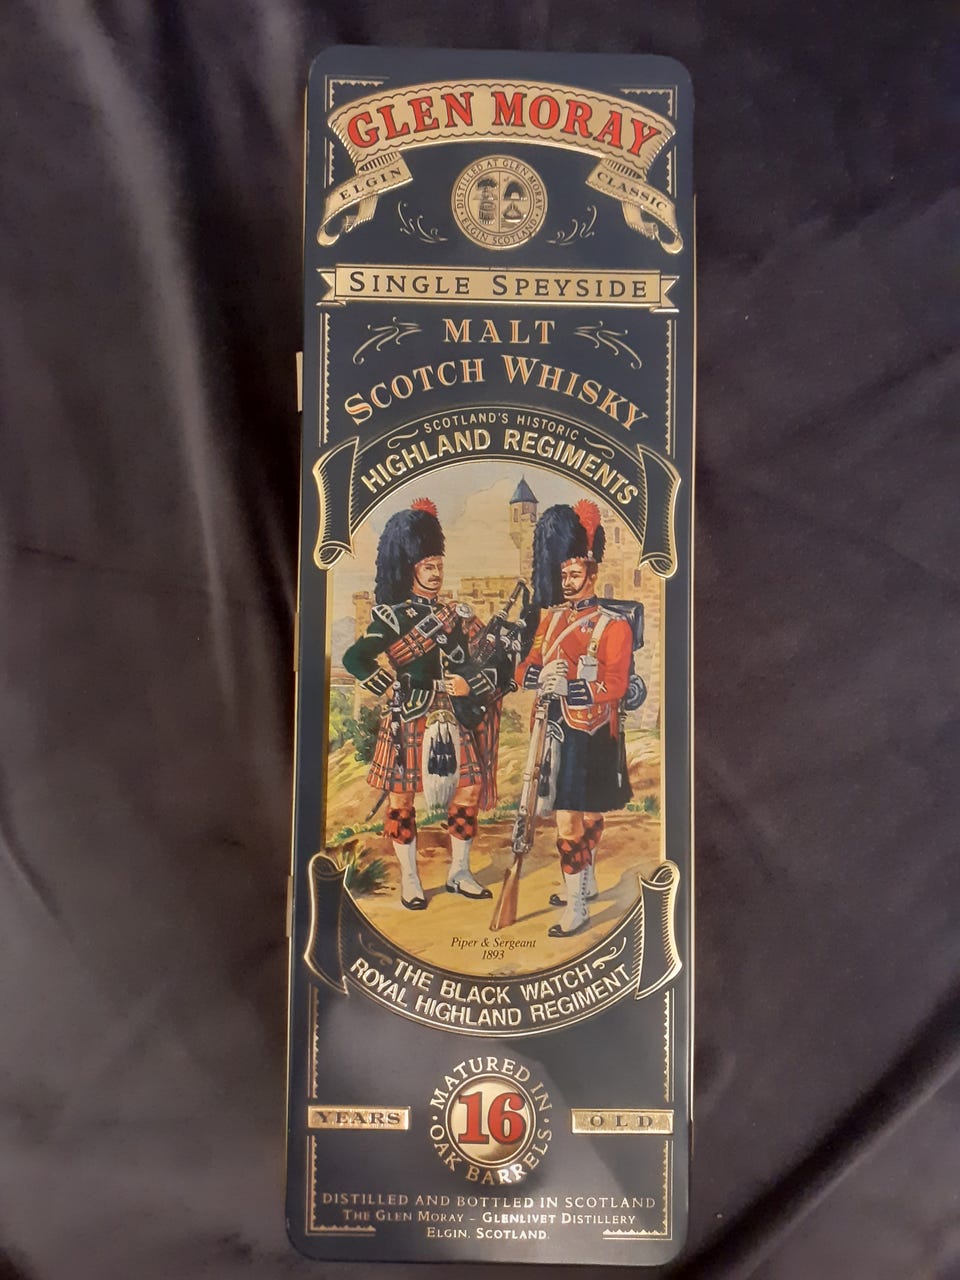 GLEN MORAY
ELGIN CLASSIC
DISTILLED AT GLEN MORAY
· ELGIN SCOTLAND ·
SINGLE SPEYSIDE
MALT
SCOTCH WHISKY
SCOTLAND'S HISTORIC
HIGHLAND REGIMENTS
Piper & Sergeant
1893
THE BLACK WATCH
ROYAL HIGHLAND REGIMENT
MATURED IN
YEARS 16 OLD
OAK BARRELS
DISTILLED AND BOTTLED IN SCOTLAND
THE GLEN MORAY - GLENLIVET DISTILLERY
ELGIN. SCOTLAND.